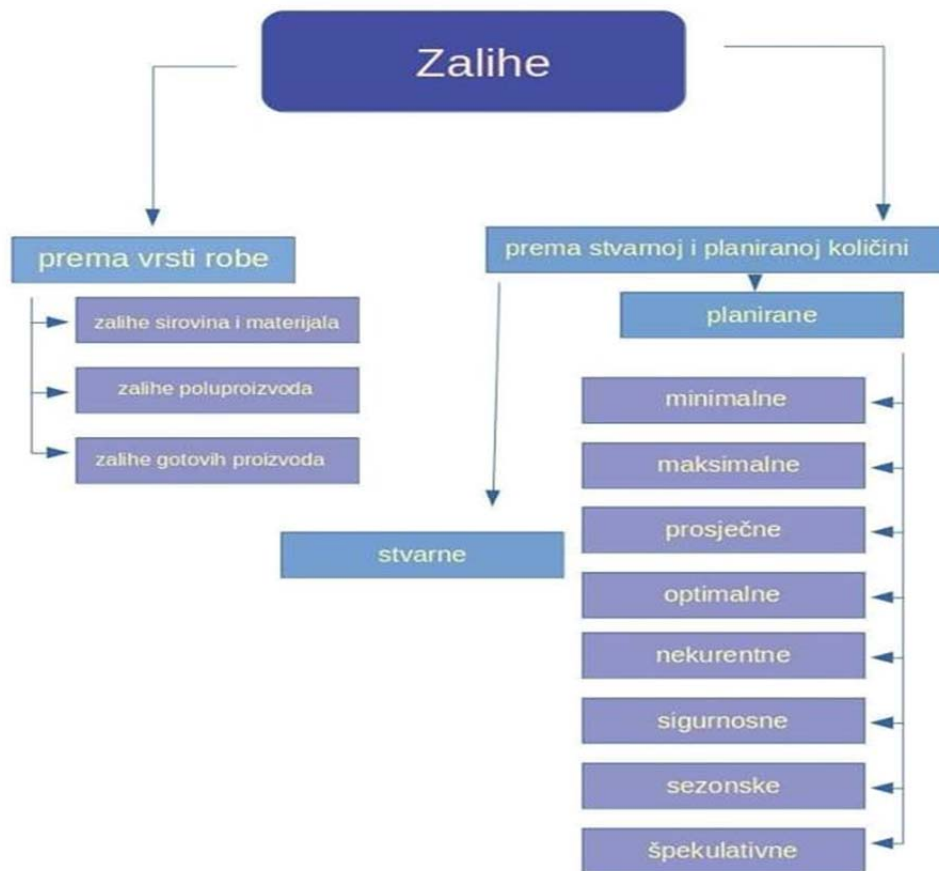 Zalihe
prema vrsti robe
zalihe sirovina i materijala
zalihe poluproizvoda
zalihe gotovih proizvoda
prema stvarnoj i planiranoj količini
stvarne
planirane
minimalne
maksimalne
prosječne
optimalne
nekurentne
sigurnosne
sezonske
špekulativne